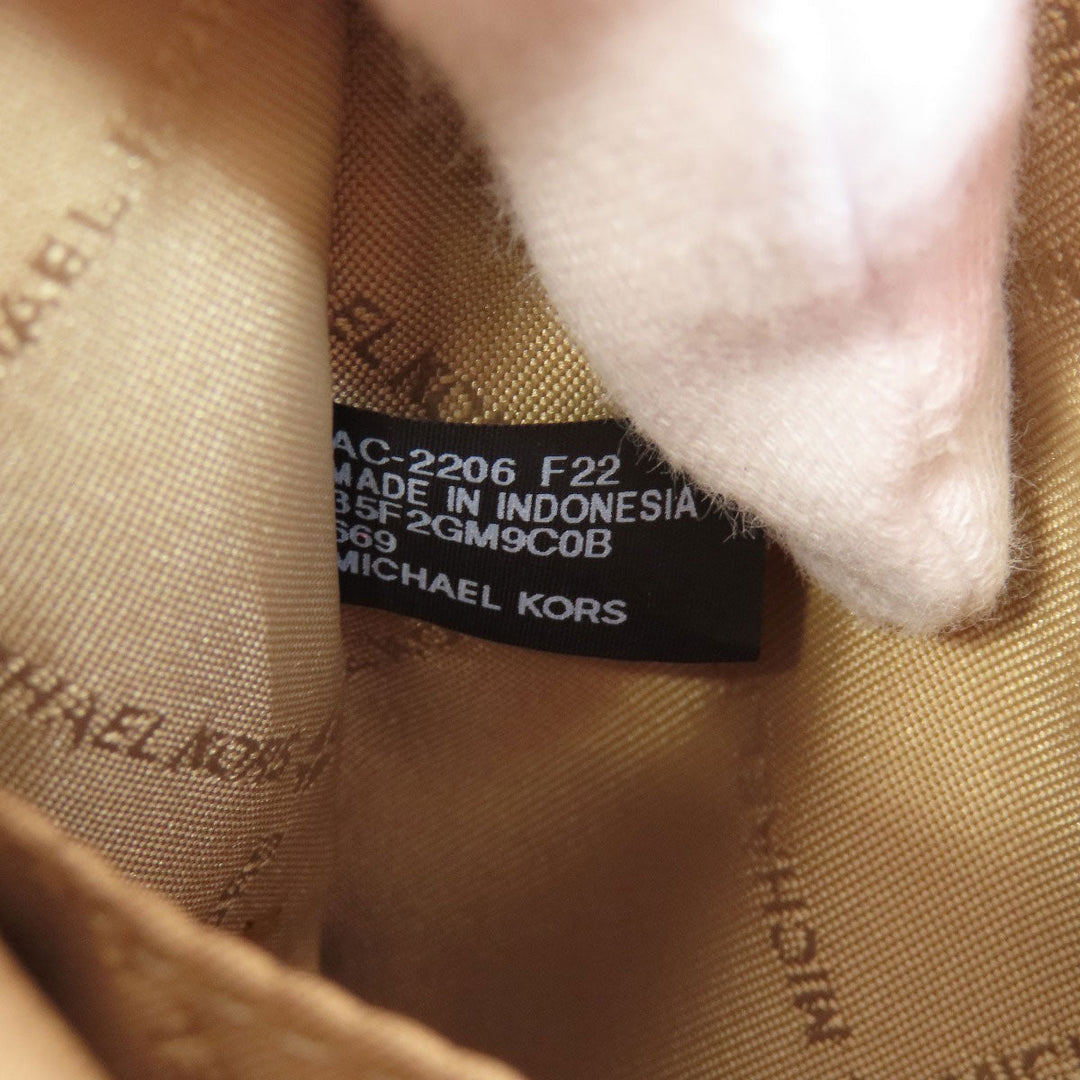 AC-2206 F22
MADE IN INDONESIA
35F2GM9C0B
669
MICHAEL KORS